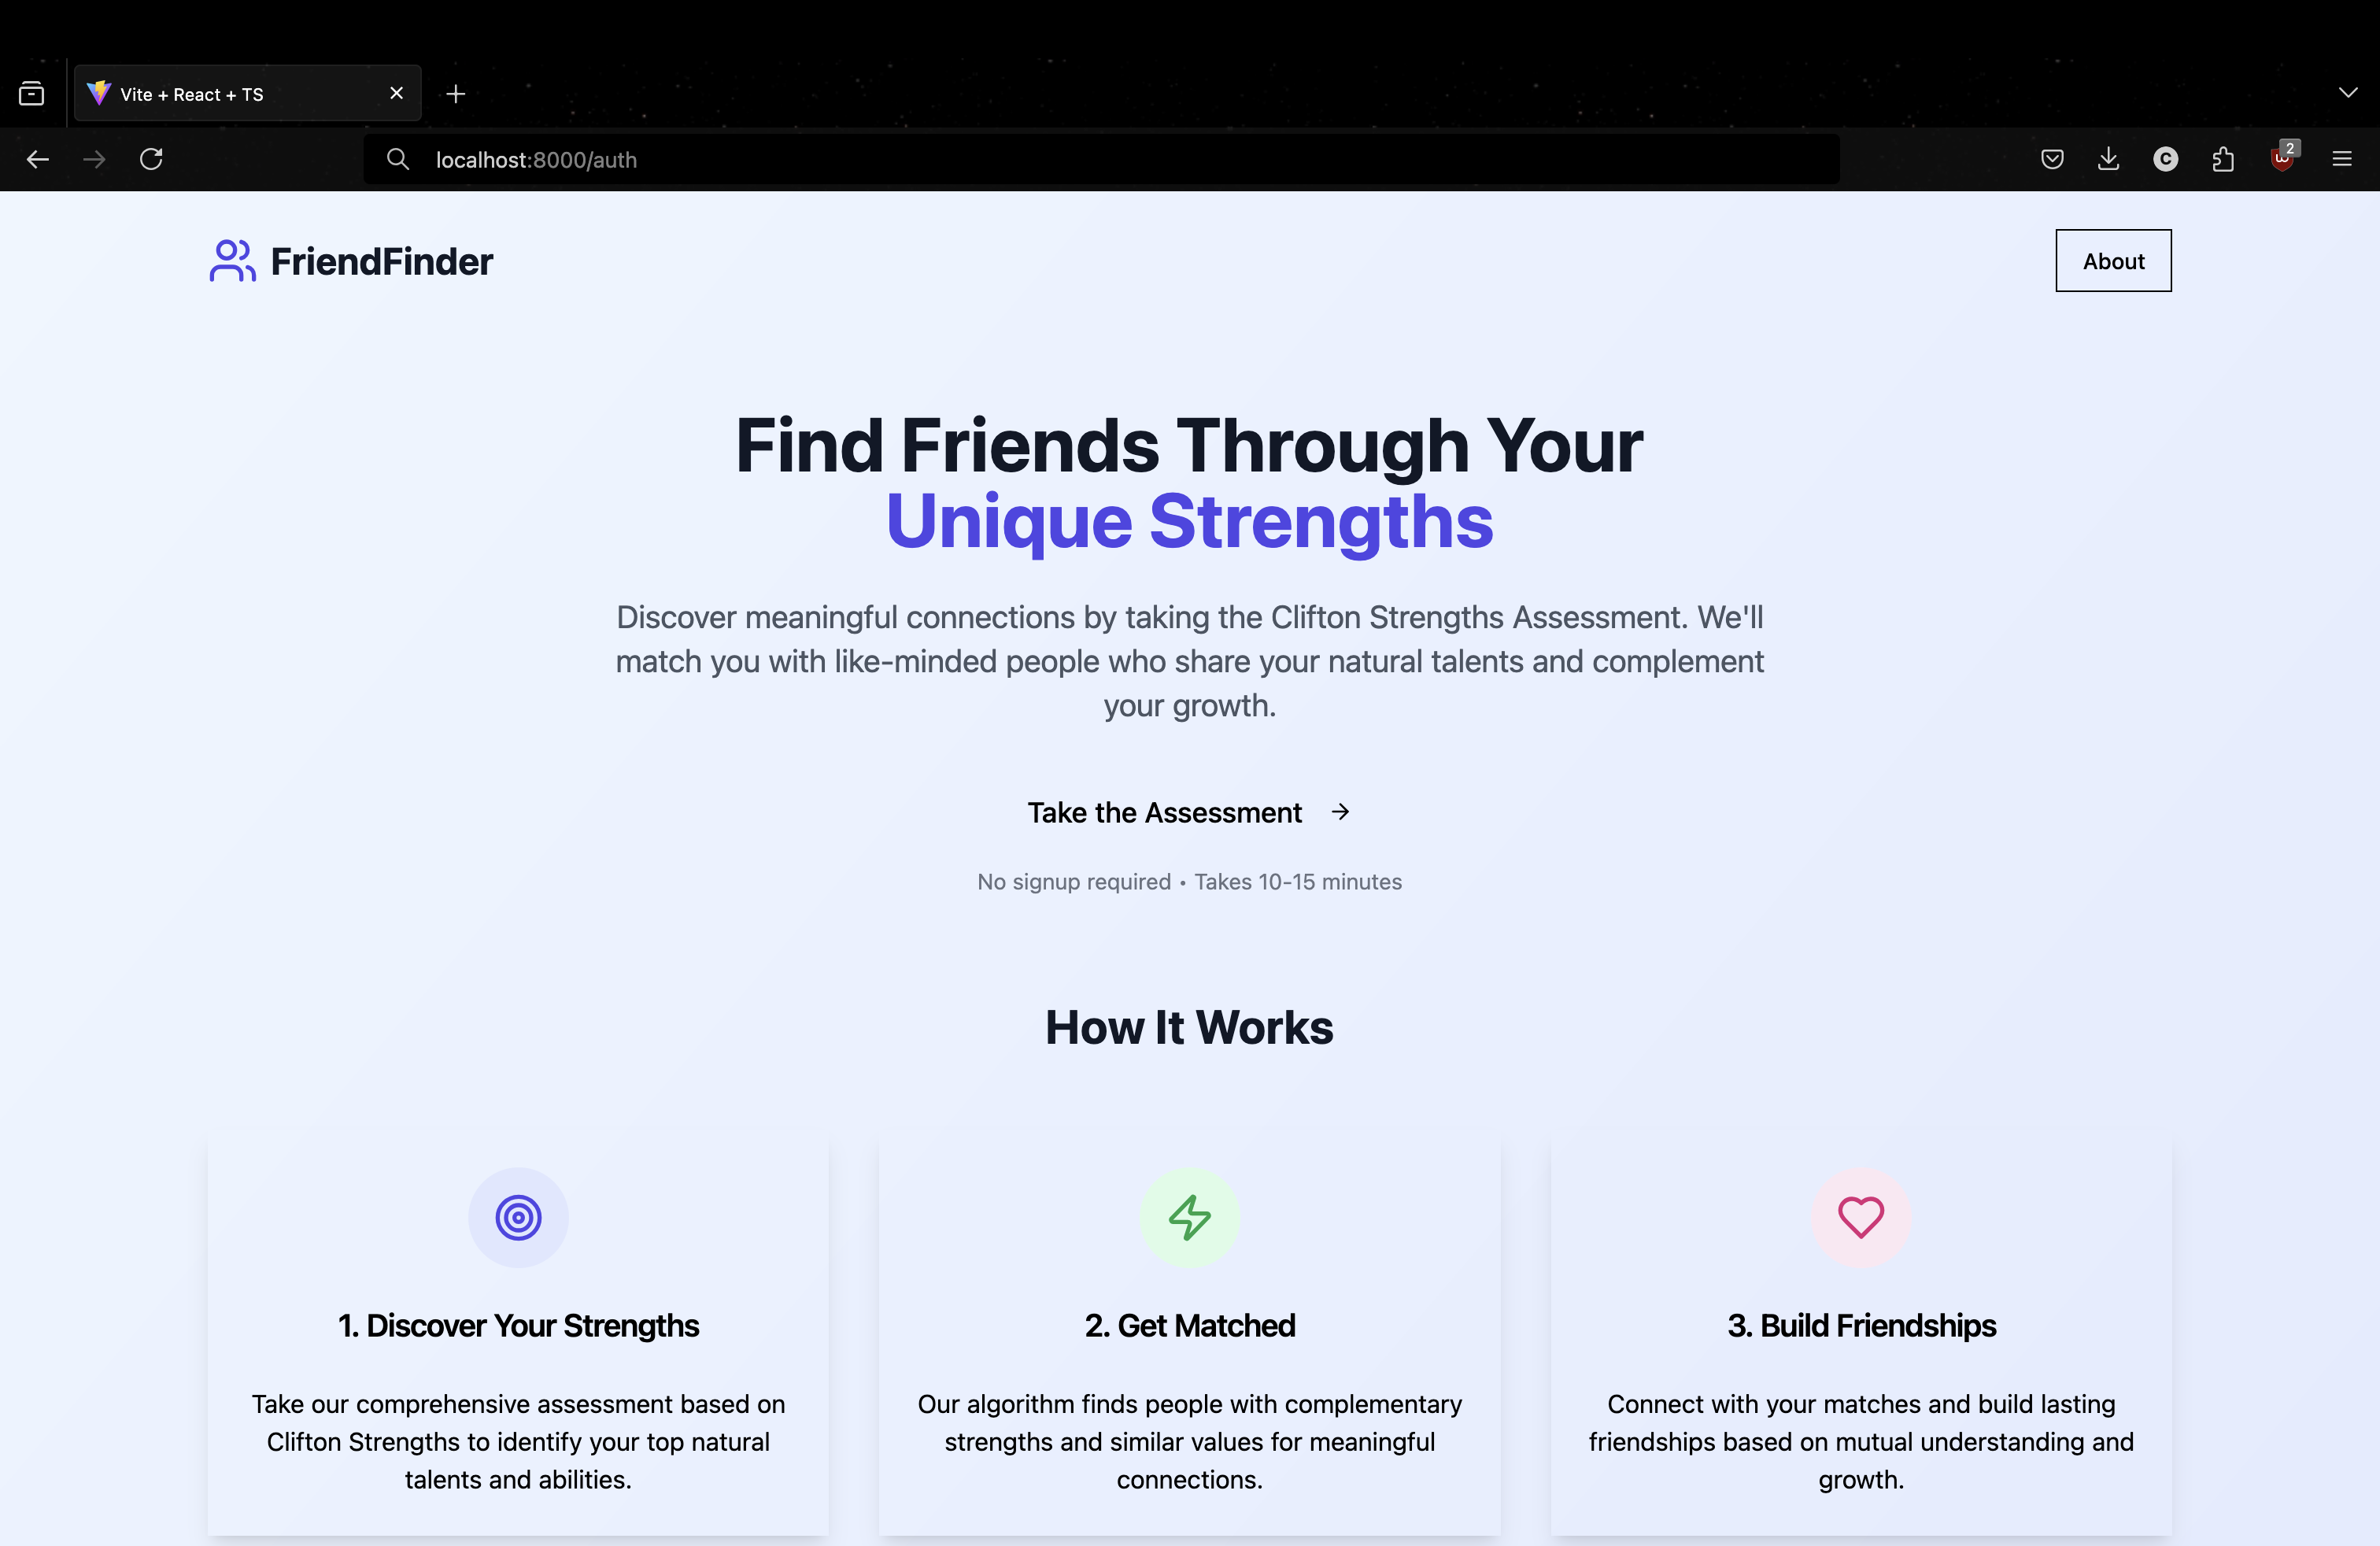 Vite + React + TS
localhost:8000/auth
C
2
FriendFinder
About
Find Friends Through Your
Unique Strengths
Discover meaningful connections by taking the Clifton Strengths Assessment. We'll
match you with like-minded people who share your natural talents and complement
your growth.
Take the Assessment →
No signup required • Takes 10-15 minutes
How It Works
1. Discover Your Strengths
Take our comprehensive assessment based on
Clifton Strengths to identify your top natural
talents and abilities.
2. Get Matched
Our algorithm finds people with complementary
strengths and similar values for meaningful
connections.
3. Build Friendships
Connect with your matches and build lasting
friendships based on mutual understanding and
growth.